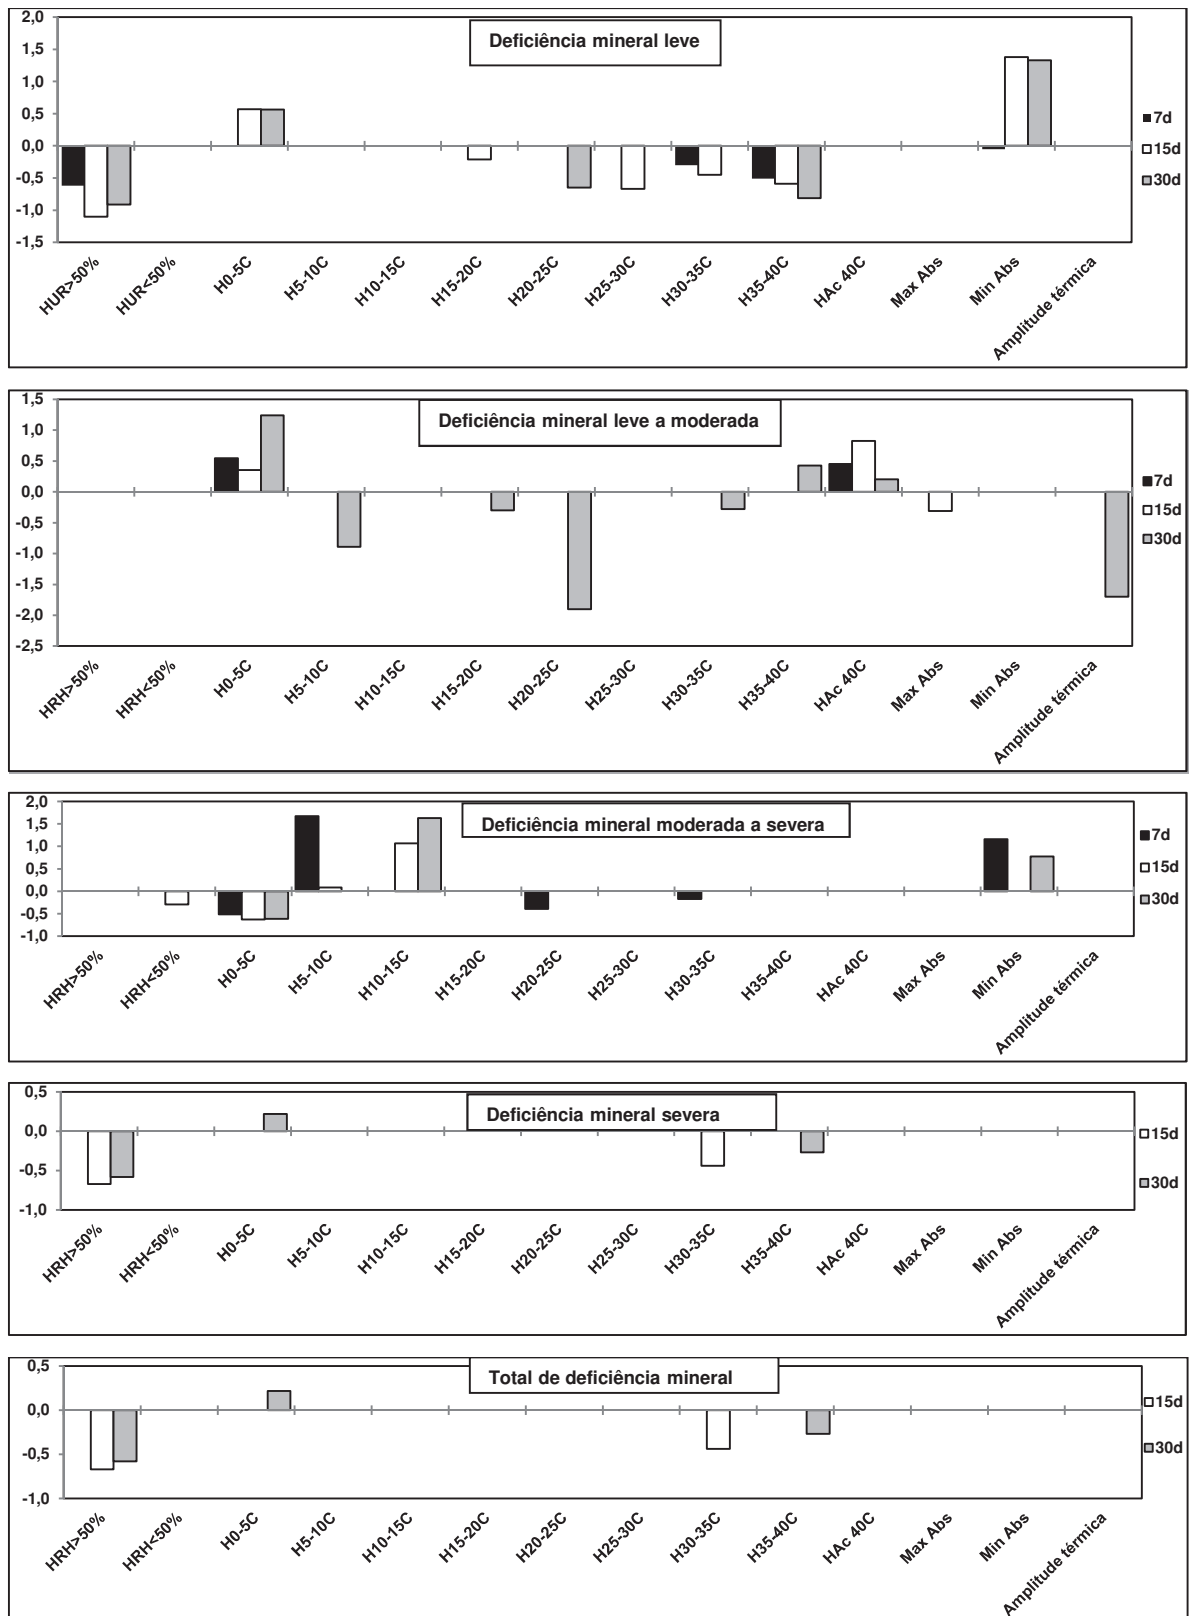 Deficiência mineral leve
2,0
1,5
1,0
0,5
0,0
-0,5
-1,0
-1,5
7d
15d
30d
HUR>50%
HUR<50%
H0-5C
H5-10C
H10-15C
H15-20C
H20-25C
H25-30C
H30-35C
H35-40C
HAc 40C
Max Abs
Min Abs
Amplitude térmica
Deficiência mineral leve a moderada
1,5
1,0
0,5
0,0
-0,5
-1,0
-1,5
-2,0
-2,5
7d
15d
30d
HRH>50%
HRH<50%
H0-5C
H5-10C
H10-15C
H15-20C
H20-25C
H25-30C
H30-35C
H35-40C
HAc 40C
Max Abs
Min Abs
Amplitude térmica
Deficiência mineral moderada a severa
2,0
1,5
1,0
0,5
0,0
-0,5
-1,0
7d
15d
30d
HRH>50%
HRH<50%
H0-5C
H5-10C
H10-15C
H15-20C
H20-25C
H25-30C
H30-35C
H35-40C
HAc 40C
Max Abs
Min Abs
Amplitude térmica
Deficiência mineral severa
0,5
0,0
-0,5
-1,0
15d
30d
HRH>50%
HRH<50%
H0-5C
H5-10C
H10-15C
H15-20C
H20-25C
H25-30C
H30-35C
H35-40C
HAc 40C
Max Abs
Min Abs
Amplitude térmica
Total de deficiência mineral
0,5
0,0
-0,5
-1,0
15d
30d
HRH>50%
HRH<50%
H0-5C
H5-10C
H10-15C
H15-20C
H20-25C
H25-30C
H30-35C
H35-40C
HAc 40C
Max Abs
Min Abs
Amplitude térmica